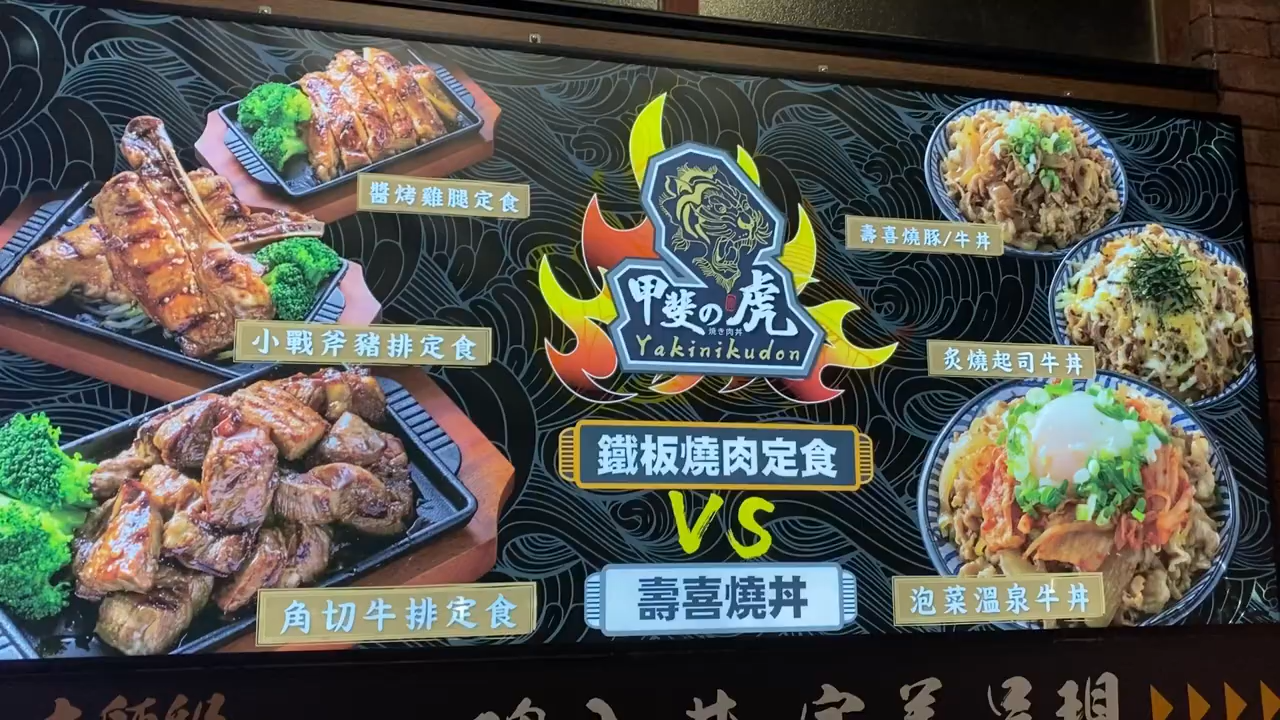 醬烤雞腿定食
小戰斧豬排定食
角切牛排定食
甲斐の虎
焼き肉丼
Yakinikudon
鐵板燒肉定食
VS
壽喜燒丼
壽喜燒豚/牛丼
炙燒起司牛丼
泡菜溫泉牛丼